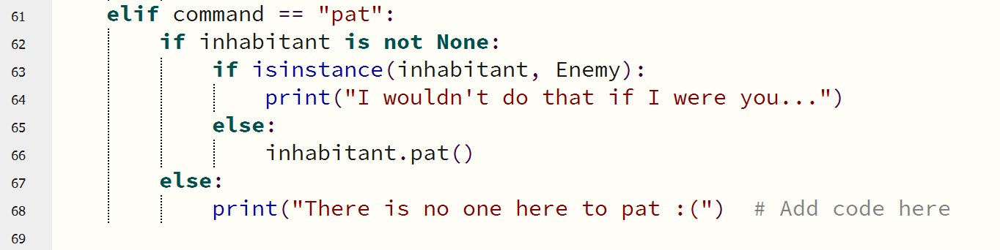 61 elif command == "pat":
62 if inhabitant is not None:
63 if isinstance(inhabitant, Enemy):
64 print("I wouldn't do that if I were you...")
65 else:
66 inhabitant.pat()
67 else:
68 print("There is no one here to pat :(")  # Add code here
69